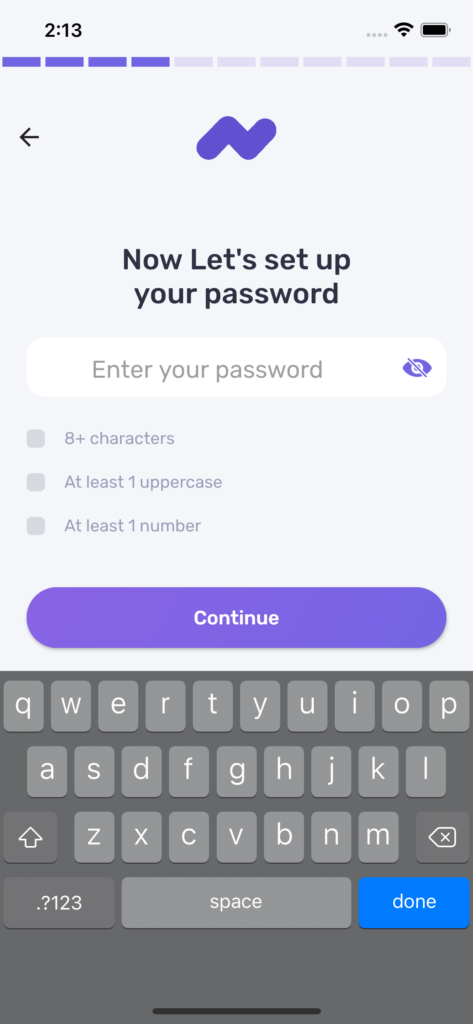 2:13
Now Let's set up
your password
Enter your password
8+ characters
At least 1 uppercase
At least 1 number
Continue
q w e r t y u i o p
a s d f g h j k l
z x c v b n m
.?123 space done